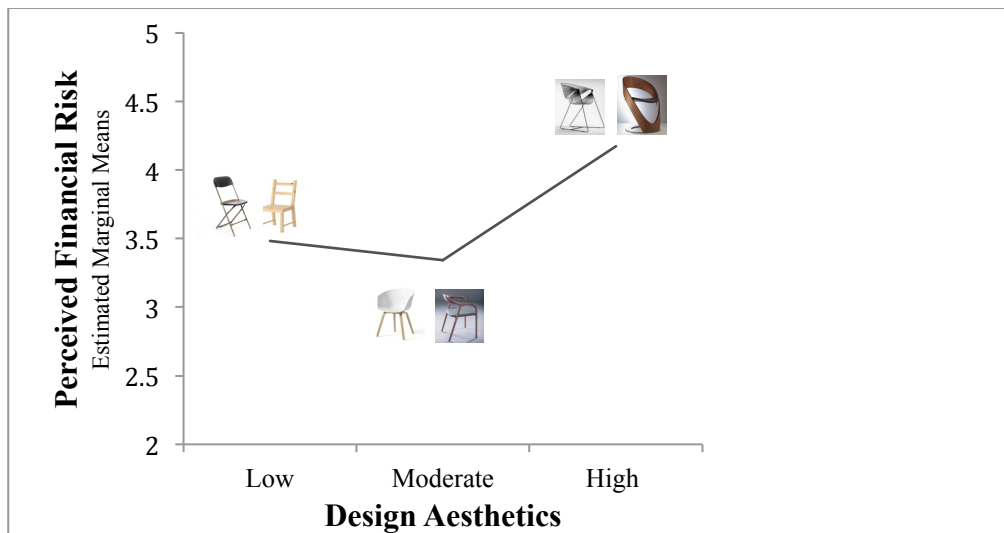 Perceived Financial Risk
Estimated Marginal Means
5
4.5
4
3.5
3
2.5
2
Low Moderate High
Design Aesthetics